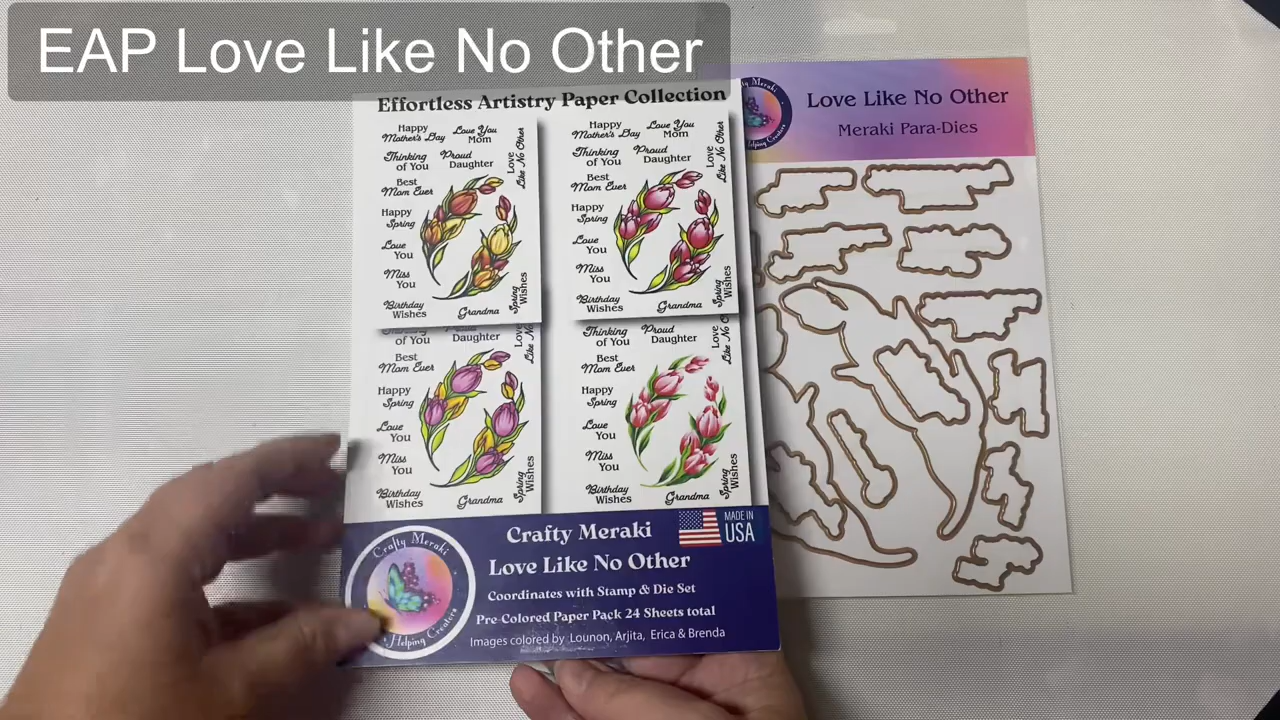 EAP Love Like No Other
Effortless Artistry Paper Collection
Happy
Mother's Day
Love You
Mom
Thinking
of You
Proud
Daughter
Love
Like No Other
Best
Mom Ever
Happy
Spring
Love
You
Miss
You
Birthday
Wishes
Grandma
Spring
Wishes
Happy
Mother's Day
Love You
Mom
Thinking
of You
Proud
Daughter
Love
Like No Other
Best
Mom Ever
Happy
Spring
Love
You
Miss
You
Birthday
Wishes
Grandma
Spring
Wishes
of You
Daughter
Love
Like No
Best
Mom Ever
Happy
Spring
Love
You
Miss
You
Birthday
Wishes
Grandma
Spring
Wishes
Thinking
of You
Proud
Daughter
Love
Like No O
Best
Mom Ever
Happy
Spring
Love
You
Miss
You
Birthday
Wishes
Grandma
Spring
Wishes
Crafty Meraki
MADE IN
USA
Love Like No Other
Coordinates with Stamp & Die Set
Pre-Colored Paper Pack 24 Sheets total
Images colored by Lounon, Arjita, Erica & Brenda
Crafty Meraki
Helping Creators
Love Like No Other
Meraki Para-Dies
Meraki